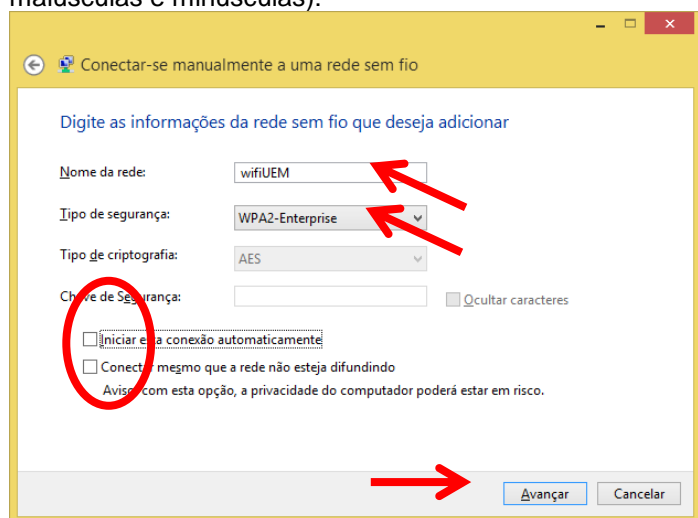 maiúsculas e minúsculas).
Conectar-se manualmente a uma rede sem fio
Digite as informações da rede sem fio que deseja adicionar
Nome da rede: wifiUEM
Tipo de segurança: WPA2-Enterprise
Tipo de criptografia: AES
Chave de Segurança: Ocultar caracteres
Iniciar esta conexão automaticamente
Conectar mesmo que a rede não esteja difundindo
Aviso: com esta opção, a privacidade do computador poderá estar em risco.
Avançar Cancelar